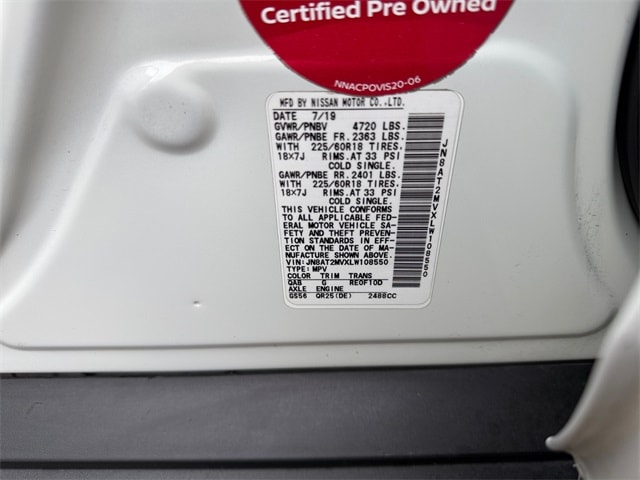 Certified Pre Owned
NNACPOVIS20-06
MFD BY NISSAN MOTOR CO.,LTD.
DATE 7/19
GVWR/PNBV 4720 LBS.
GAWR/PNBE FR. 2363 LBS.
WITH 225/60R18 TIRES.
18X7J RIMS.AT 33 PSI
COLD SINGLE.
GAWR/PNBE RR. 2401 LBS.
WITH 225/60R18 TIRES.
18X7J RIMS.AT 33 PSI
COLD SINGLE.
THIS VEHICLE CONFORMS
TO ALL APPLICABLE FED-
ERAL MOTOR VEHICLE SA-
FETY AND THEFT PREVEN-
TION STANDARDS IN EFF-
ECT ON THE DATE OF MA-
NUFACTURE SHOWN ABOVE.
VIN:JN8AT2MVXLW108550
TYPE:MPV
COLOR TRIM TRANS
QAB G RE0F10D
AXLE ENGINE
GS56 QR25(DE) 2488CC
JN8AT2MVXLW108550